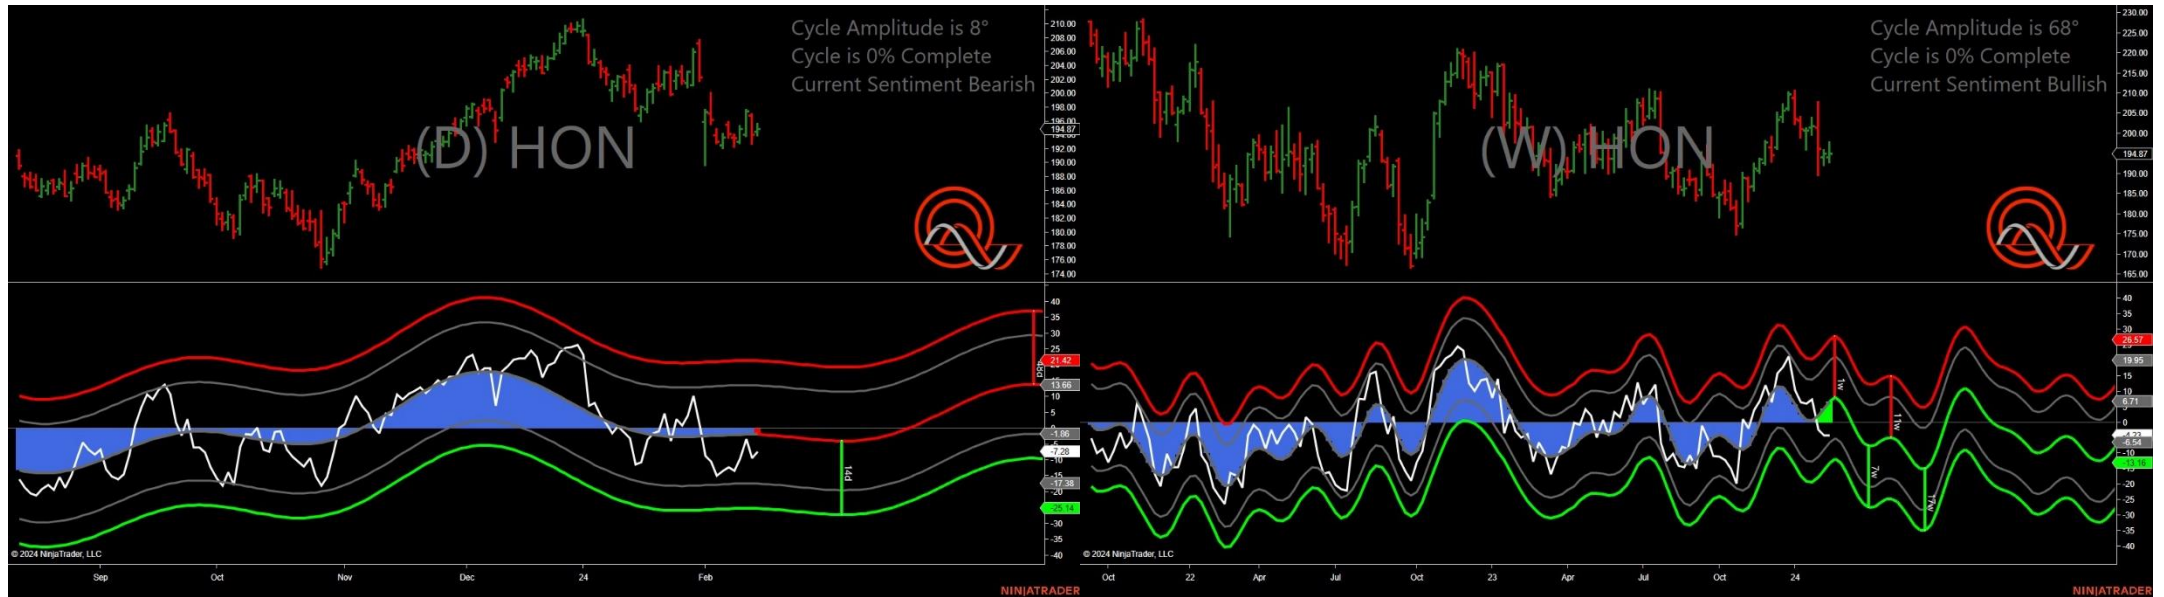 Cycle Amplitude is 8°
Cycle is 0% Complete
Current Sentiment Bearish
(D) HON
210.00
208.00
206.00
204.00
202.00
200.00
198.00
196.00
194.87
192.00
190.00
188.00
186.00
184.00
182.00
180.00
178.00
176.00
174.00
40
35
30
25
21.42
13.66
10
5
0
-1.86
-7.28
-10
-17.38
-20
-25.14
-30
-35
-40
48d
14d
© 2024 NinjaTrader, LLC
Sep
Oct
Nov
Dec
24
Feb
NINJATRADER
Cycle Amplitude is 68°
Cycle is 0% Complete
Current Sentiment Bullish
(W) HON
230.00
225.00
220.00
215.00
210.00
205.00
200.00
194.87
190.00
185.00
180.00
175.00
170.00
165.00
40
35
30
26.57
19.95
15
10
6.71
0
-6.54
-10
-13.16
-20
-25
-30
-35
-40
1w
11w
7w
17w
© 2024 NinjaTrader, LLC
Oct
22
Apr
Jul
Oct
23
Apr
Jul
Oct
24
NINJATRADER